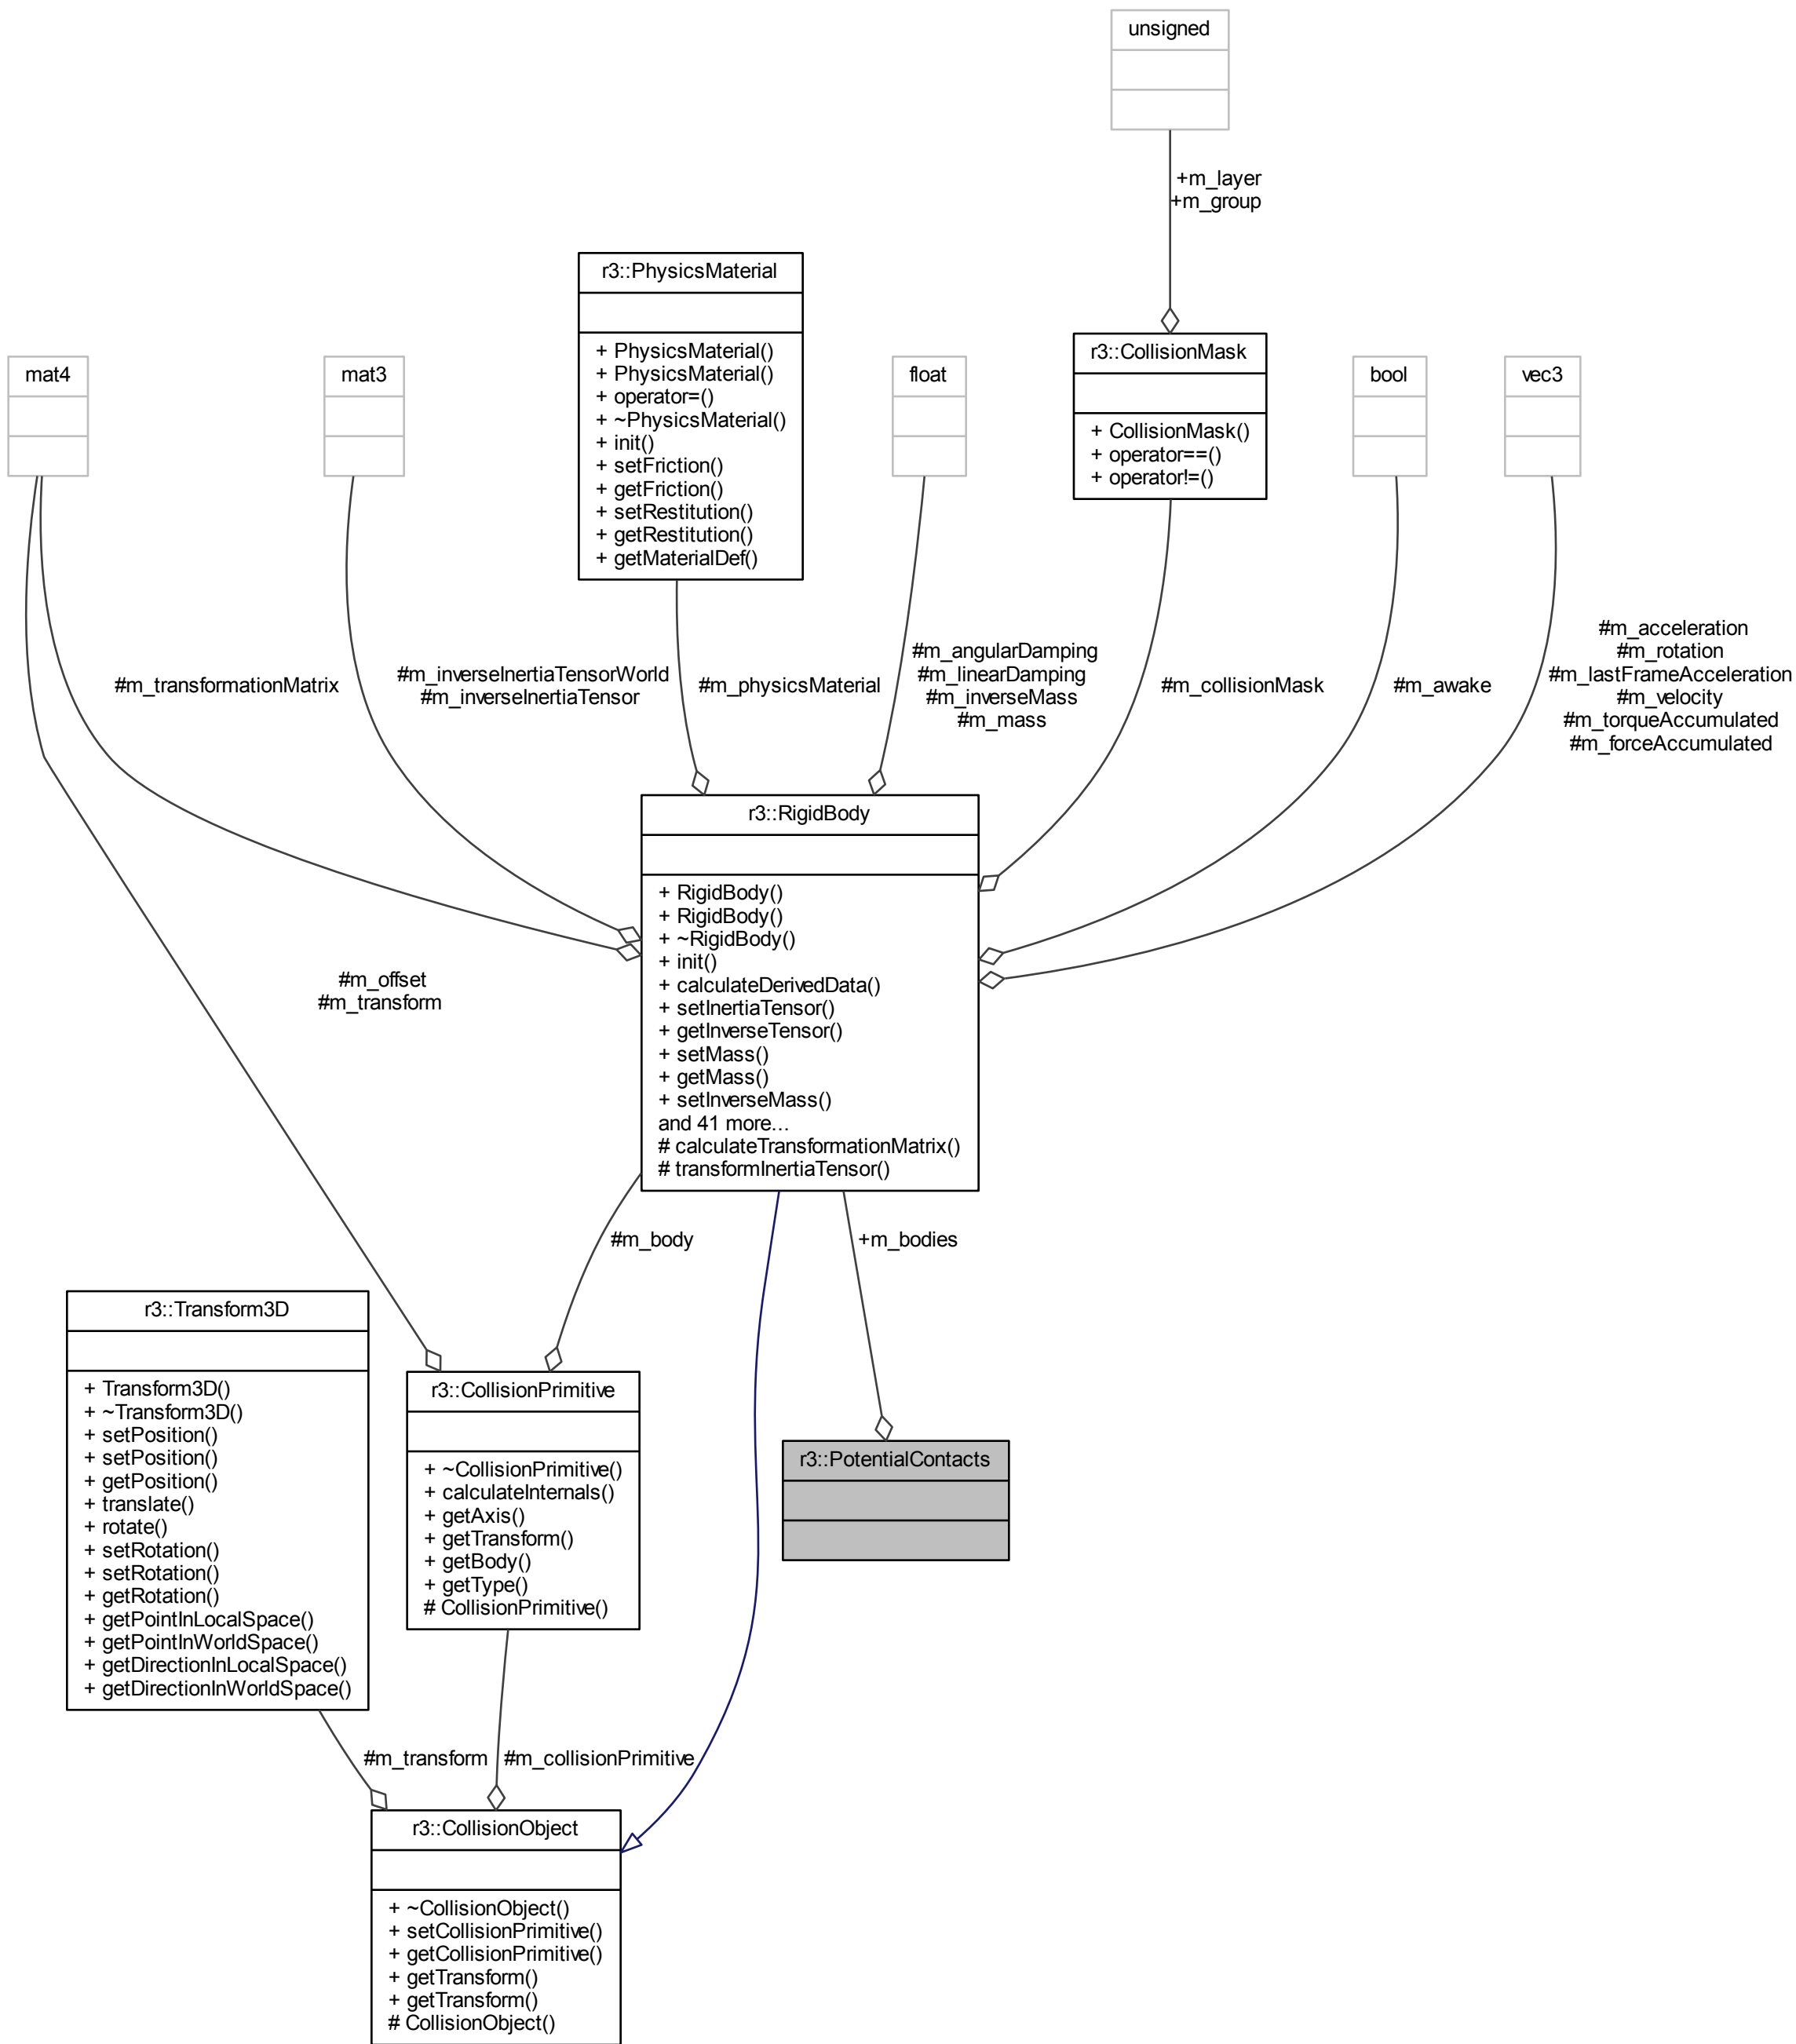 unsigned
+m_layer
+m_group
r3::PhysicsMaterial
+ PhysicsMaterial()
+ PhysicsMaterial()
+ operator=()
+ ~PhysicsMaterial()
+ init()
+ setFriction()
+ getFriction()
+ setRestitution()
+ getRestitution()
+ getMaterialDef()
r3::CollisionMask
+ CollisionMask()
+ operator==()
+ operator!=()
mat4
mat3
float
bool
vec3
#m_transformationMatrix
#m_inverseInertiaTensorWorld
#m_inverseInertiaTensor
#m_physicsMaterial
#m_angularDamping
#m_linearDamping
#m_inverseMass
#m_mass
#m_collisionMask
#m_awake
#m_acceleration
#m_rotation
#m_lastFrameAcceleration
#m_velocity
#m_torqueAccumulated
#m_forceAccumulated
r3::RigidBody
+ RigidBody()
+ RigidBody()
+ ~RigidBody()
+ init()
+ calculateDerivedData()
+ setInertiaTensor()
+ getInverseTensor()
+ setMass()
+ getMass()
+ setInverseMass()
and 41 more...
# calculateTransformationMatrix()
# transformInertiaTensor()
#m_offset
#m_transform
#m_body
+m_bodies
r3::Transform3D
+ Transform3D()
+ ~Transform3D()
+ setPosition()
+ setPosition()
+ getPosition()
+ translate()
+ rotate()
+ setRotation()
+ setRotation()
+ getRotation()
+ getPointInLocalSpace()
+ getPointInWorldSpace()
+ getDirectionInLocalSpace()
+ getDirectionInWorldSpace()
r3::CollisionPrimitive
+ ~CollisionPrimitive()
+ calculateInternals()
+ getAxis()
+ getTransform()
+ getBody()
+ getType()
# CollisionPrimitive()
r3::PotentialContacts
#m_transform
#m_collisionPrimitive
r3::CollisionObject
+ ~CollisionObject()
+ setCollisionPrimitive()
+ getCollisionPrimitive()
+ getTransform()
+ getTransform()
# CollisionObject()